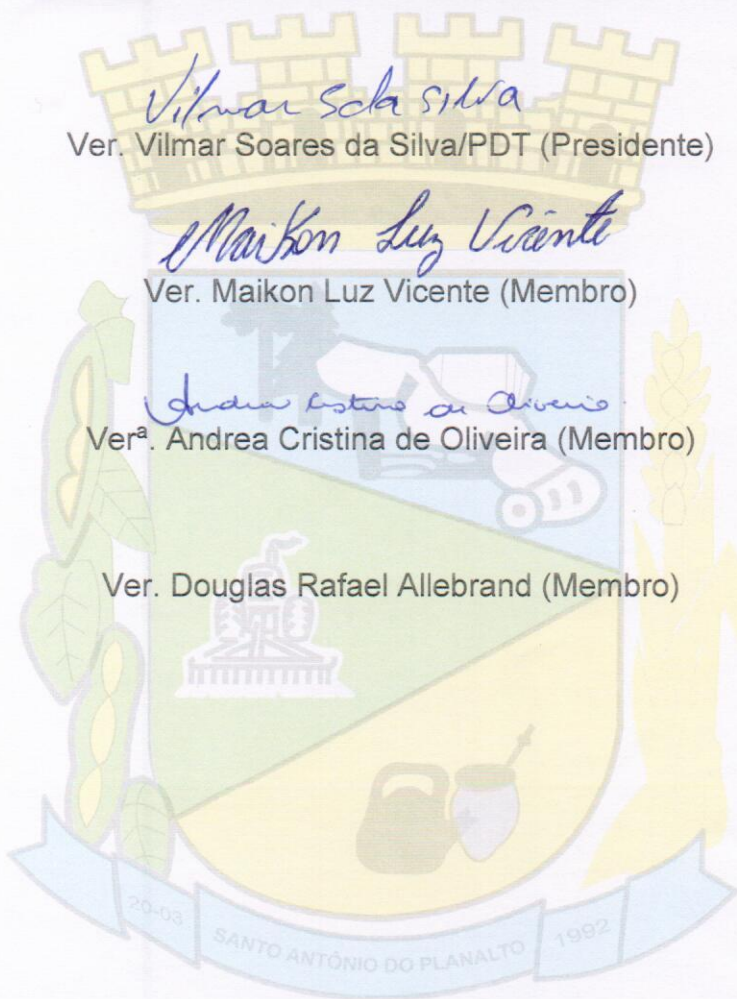 Vilmar S da Silva
Ver. Vilmar Soares da Silva/PDT (Presidente)
Maikon Luz Vicente
Ver. Maikon Luz Vicente (Membro)
Andrea Cristina de Oliveira
Verª. Andrea Cristina de Oliveira (Membro)
Ver. Douglas Rafael Allebrand (Membro)
20-03 SANTO ANTÔNIO DO PLANALTO 1992